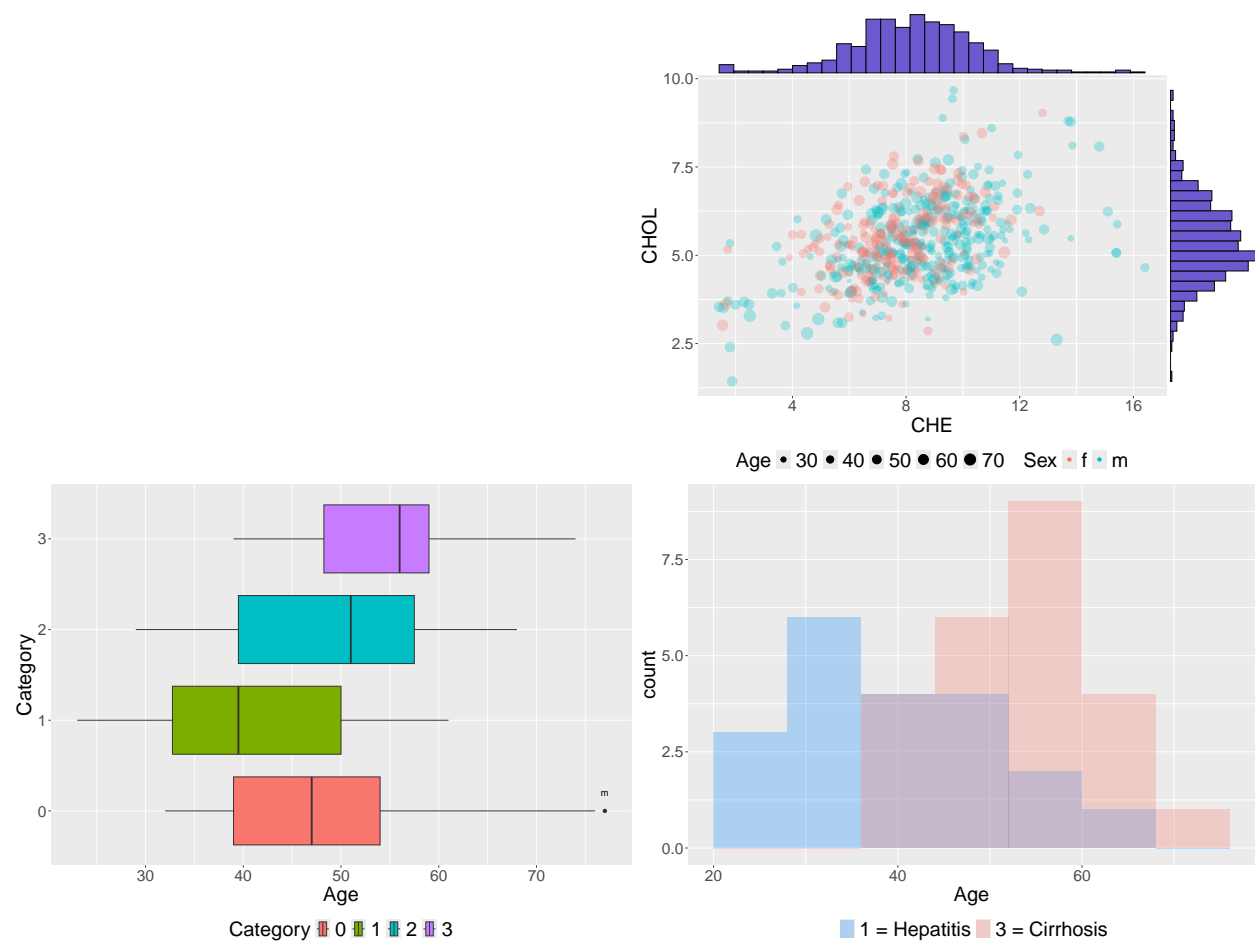 10.0
7.5
5.0
2.5
CHOL
4 8 12 16
CHE
Age 30 40 50 60 70 Sex f m
3
2
1
0
Category
m
30 40 50 60 70
Age
Category 0 1 2 3
7.5
5.0
2.5
0.0
count
20 40 60
Age
1 = Hepatitis 3 = Cirrhosis